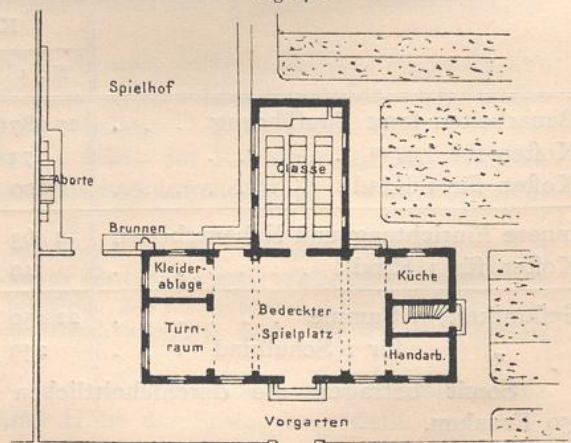 Spielhof
Classe
Aborte
Brunnen
Kleider-
ablage
Küche
Bedeckter
Spielplatz
Turn-
raum
Handarb.
Vorgarten